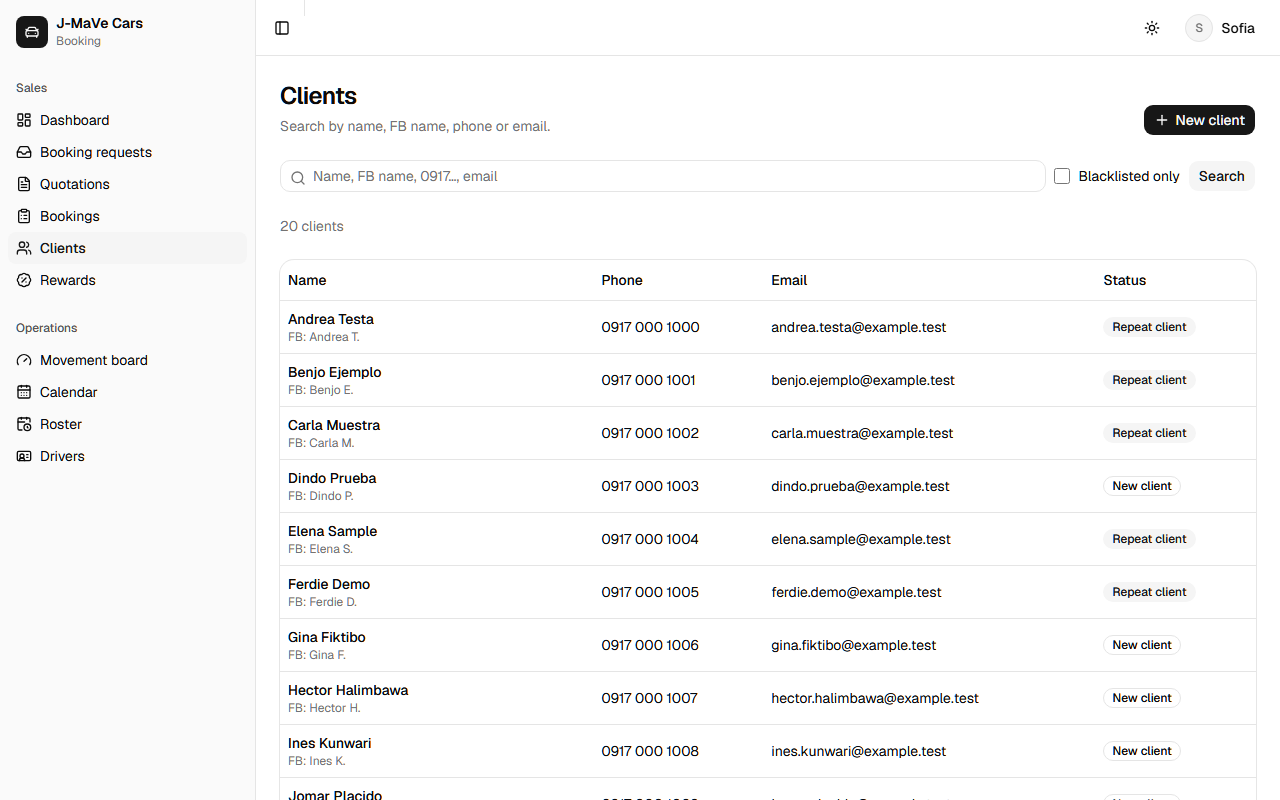 J-MaVe Cars
Booking
Sales
Dashboard
Booking requests
Quotations
Bookings
Clients
Rewards
Operations
Movement board
Calendar
Roster
Drivers
S
Sofia
Clients
Search by name, FB name, phone or email.
New client
Name, FB name, 0917…, email
Blacklisted only
Search
20 clients
Name Phone Email Status
Andrea Testa
FB: Andrea T.
0917 000 1000
andrea.testa@example.test
Repeat client
Benjo Ejemplo
FB: Benjo E.
0917 000 1001
benjo.ejemplo@example.test
Repeat client
Carla Muestra
FB: Carla M.
0917 000 1002
carla.muestra@example.test
Repeat client
Dindo Prueba
FB: Dindo P.
0917 000 1003
dindo.prueba@example.test
New client
Elena Sample
FB: Elena S.
0917 000 1004
elena.sample@example.test
Repeat client
Ferdie Demo
FB: Ferdie D.
0917 000 1005
ferdie.demo@example.test
Repeat client
Gina Fiktibo
FB: Gina F.
0917 000 1006
gina.fiktibo@example.test
New client
Hector Halimbawa
FB: Hector H.
0917 000 1007
hector.halimbawa@example.test
New client
Ines Kunwari
FB: Ines K.
0917 000 1008
ines.kunwari@example.test
New client
Jomar Placido